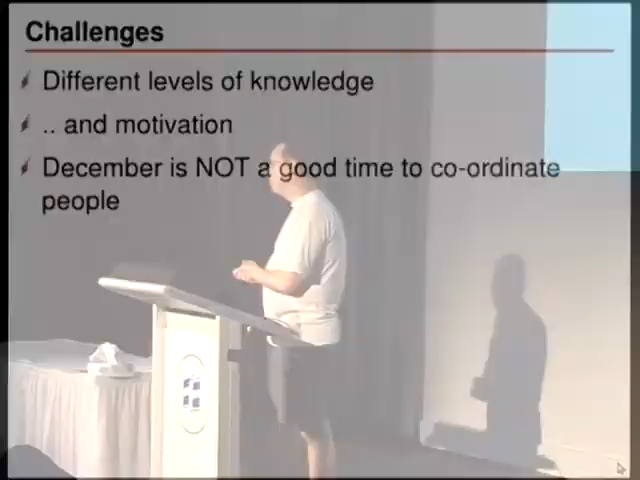 Challenges
Different levels of knowledge
.. and motivation
December is NOT a good time to co-ordinate
people